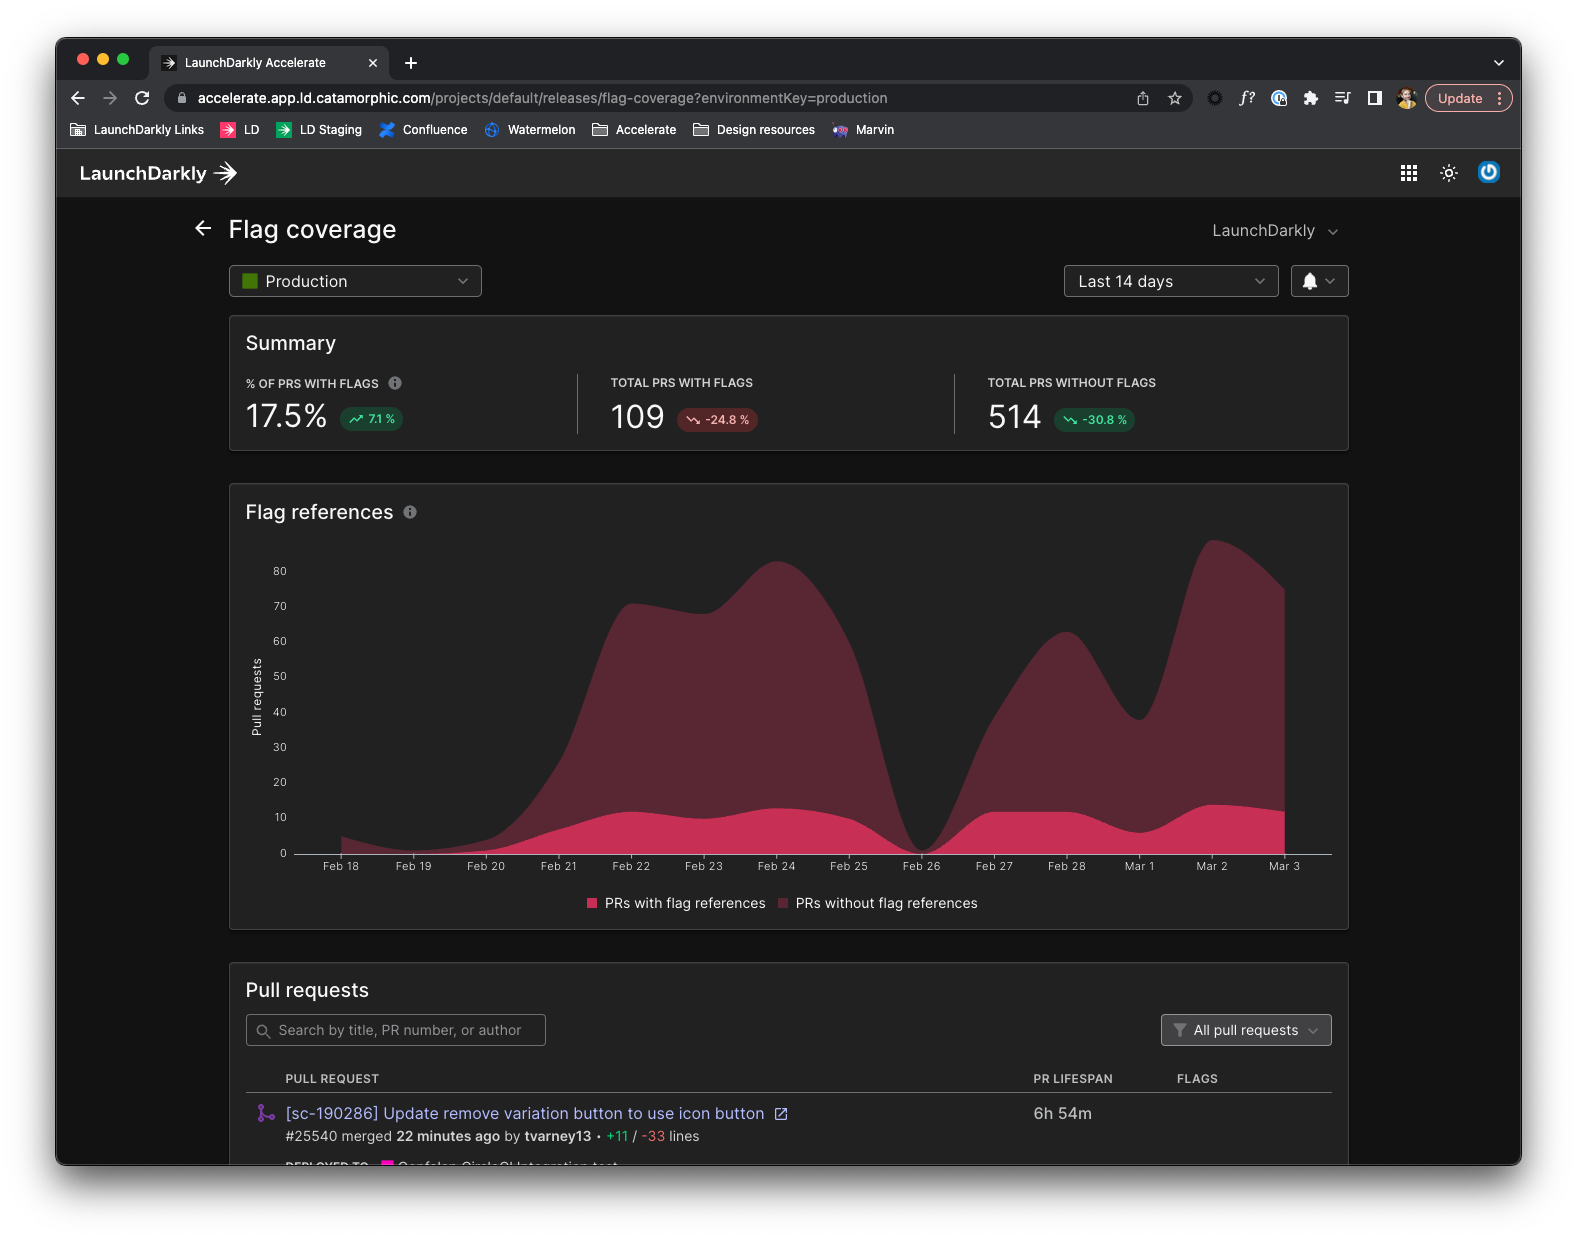 LaunchDarkly Accelerate
accelerate.app.ld.catamorphic.com/projects/default/releases/flag-coverage?environmentKey=production
f?
Update
LaunchDarkly Links
LD
LD Staging
Confluence
Watermelon
Accelerate
Design resources
Marvin
LaunchDarkly
Flag coverage
LaunchDarkly
Production
Last 14 days
Summary
% OF PRS WITH FLAGS
17.5%
7.1 %
TOTAL PRS WITH FLAGS
109
-24.8 %
TOTAL PRS WITHOUT FLAGS
514
-30.8 %
Flag references
Pull requests
80
70
60
50
40
30
20
10
0
Feb 18
Feb 19
Feb 20
Feb 21
Feb 22
Feb 23
Feb 24
Feb 25
Feb 26
Feb 27
Feb 28
Mar 1
Mar 2
Mar 3
PRs with flag references
PRs without flag references
Pull requests
Search by title, PR number, or author
All pull requests
PULL REQUEST
PR LIFESPAN
FLAGS
[sc-190286] Update remove variation button to use icon button
6h 54m
#25540 merged 22 minutes ago by tvarney13 • +11 / -33 lines
DEPLOYED TO